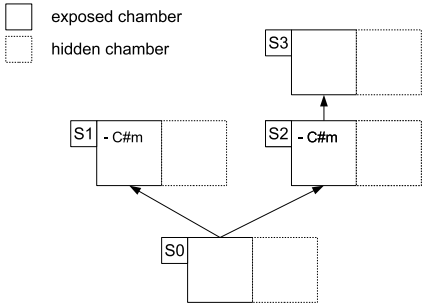 exposed chamber
hidden chamber
S3
S1
- C#m
S2
- C#m
S0